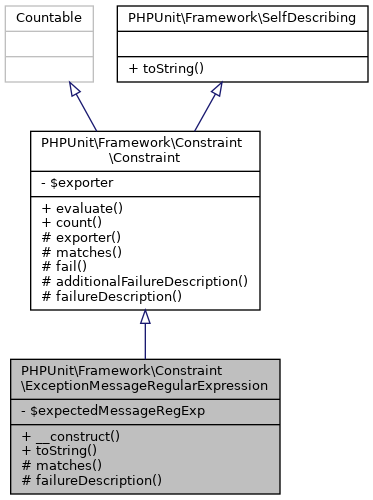 Countable
PHPUnit\Framework\SelfDescribing
+ toString()
PHPUnit\Framework\Constraint
\Constraint
- $exporter
+ evaluate()
+ count()
# exporter()
# matches()
# fail()
# additionalFailureDescription()
# failureDescription()
PHPUnit\Framework\Constraint
\ExceptionMessageRegularExpression
- $expectedMessageRegExp
+ __construct()
+ toString()
# matches()
# failureDescription()